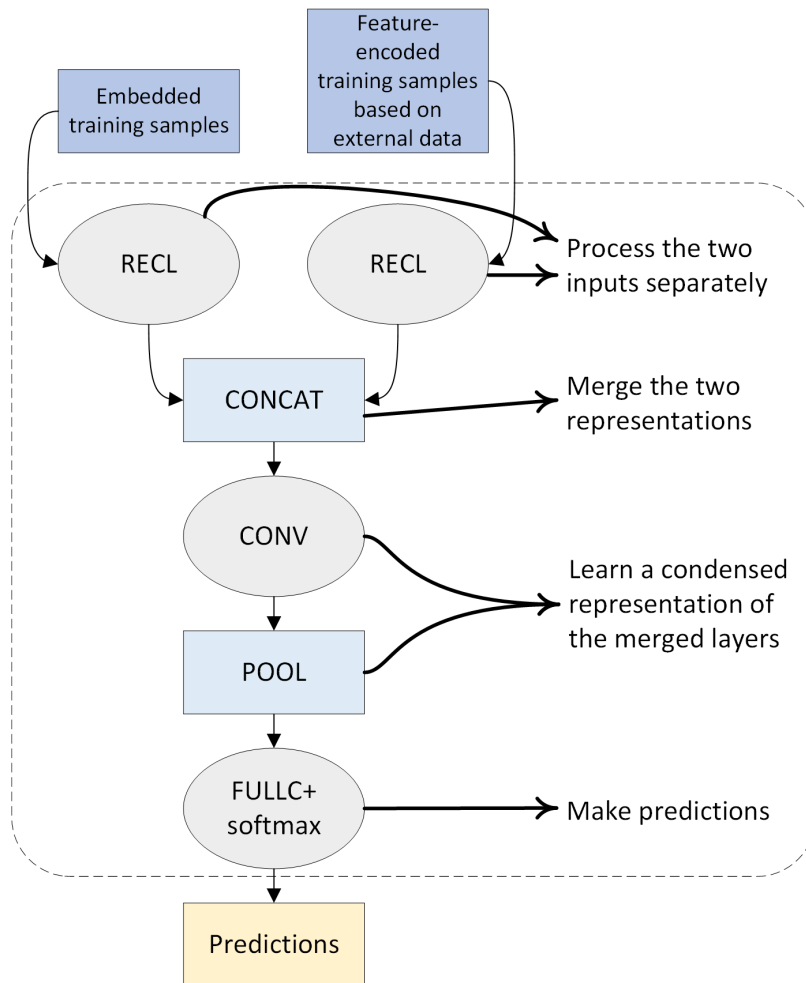 Feature-
encoded
training samples
based on
external data
Embedded
training samples
RECL
RECL
Process the two
inputs separately
CONCAT
Merge the two
representations
CONV
Learn a condensed
representation of
the merged layers
POOL
FULLC+
softmax
Make predictions
Predictions